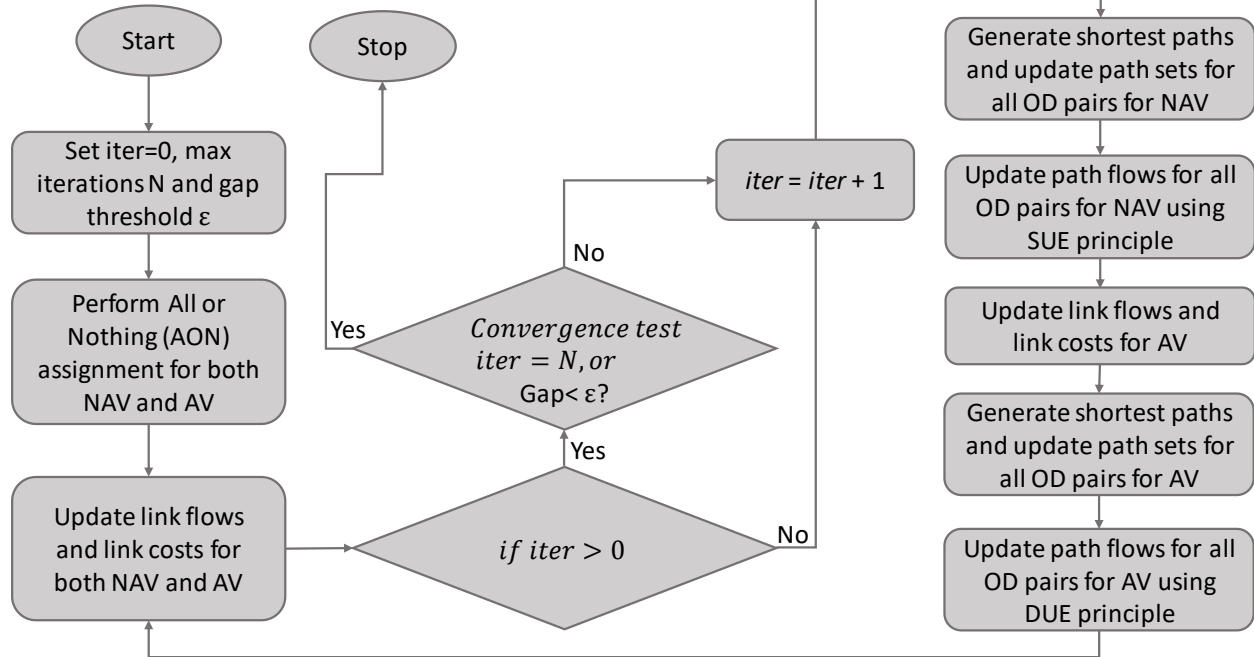 Start
Stop
Set iter=0, max
iterations N and gap
threshold ε
Perform All or
Nothing (AON)
assignment for both
NAV and AV
Update link flows
and link costs for
both NAV and AV
if iter > 0
Yes
No
Convergence test
iter = N, or
Gap< ε?
Yes
No
iter = iter + 1
Generate shortest paths
and update path sets for
all OD pairs for NAV
Update path flows for all
OD pairs for NAV using
SUE principle
Update link flows and
link costs for AV
Generate shortest paths
and update path sets for
all OD pairs for AV
Update path flows for all
OD pairs for AV using
DUE principle